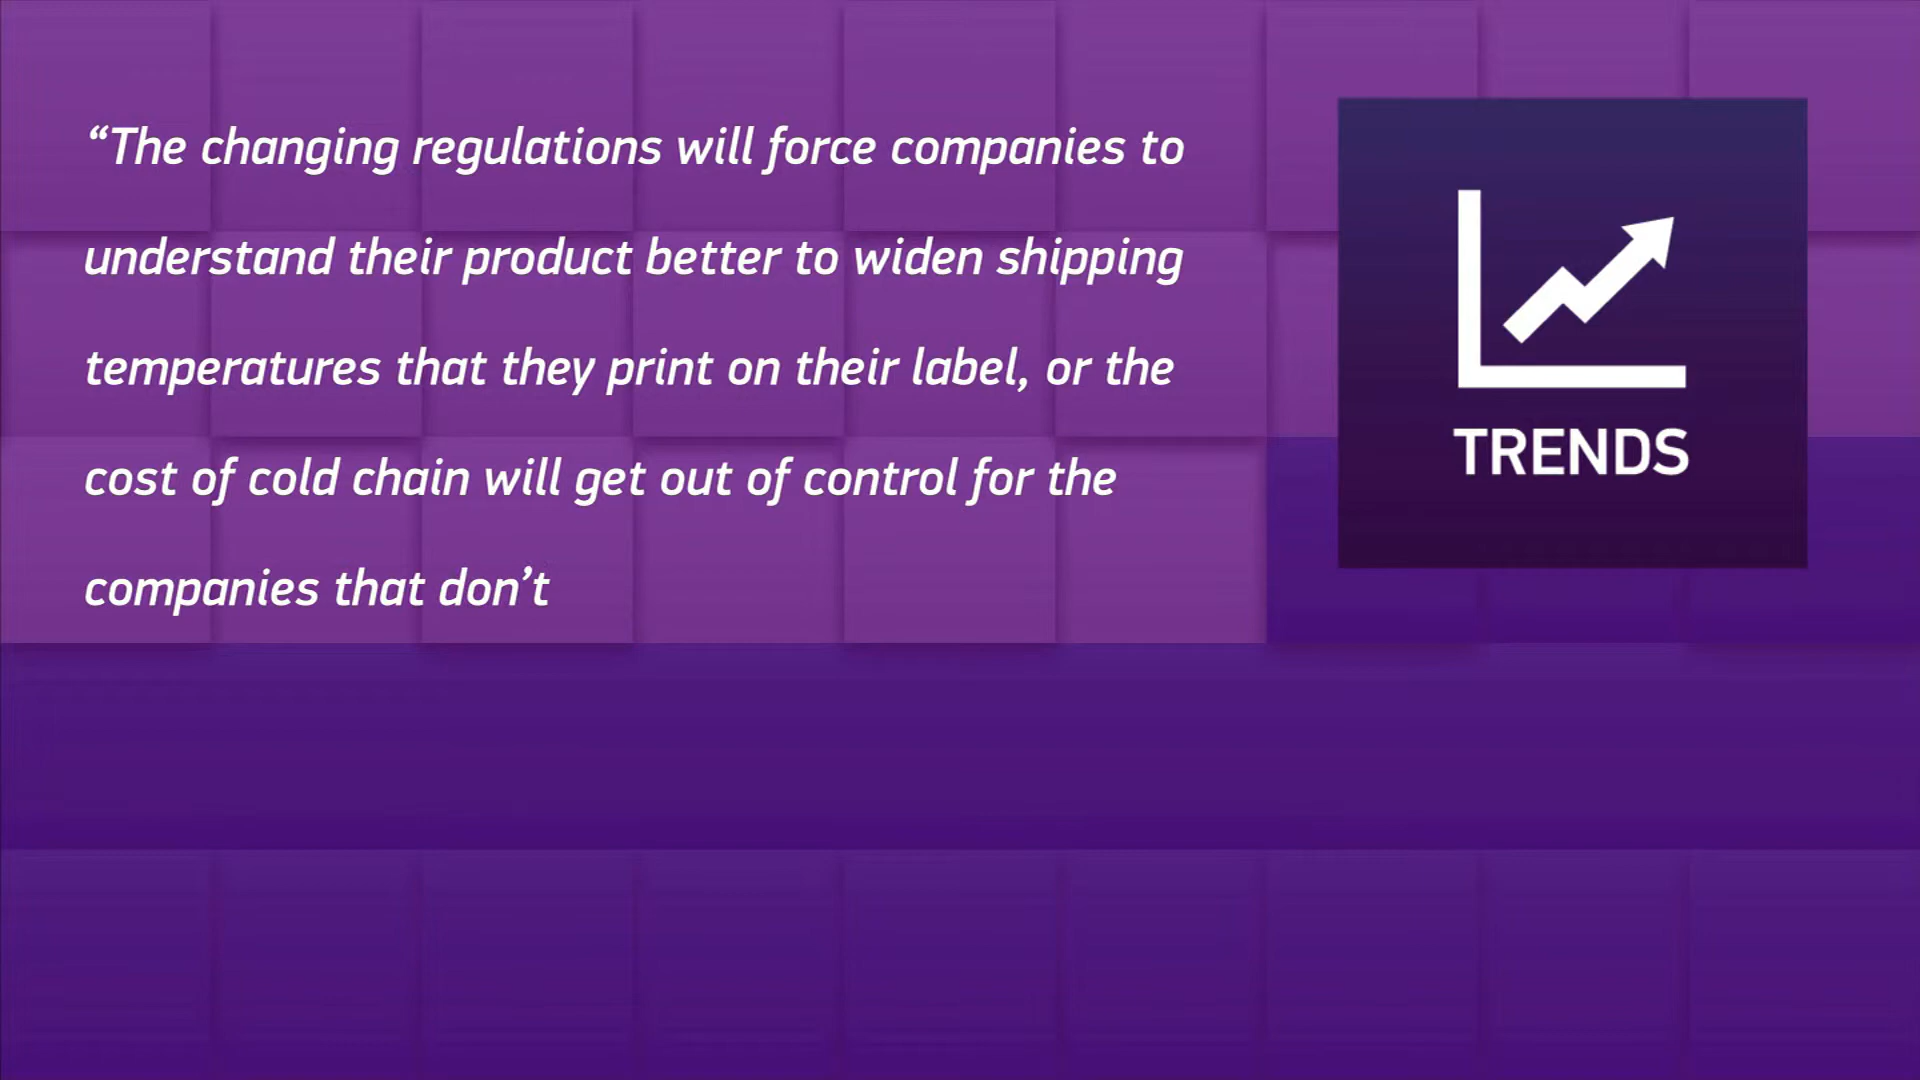 “The changing regulations will force companies to
understand their product better to widen shipping
temperatures that they print on their label, or the
cost of cold chain will get out of control for the
companies that don’t
TRENDS